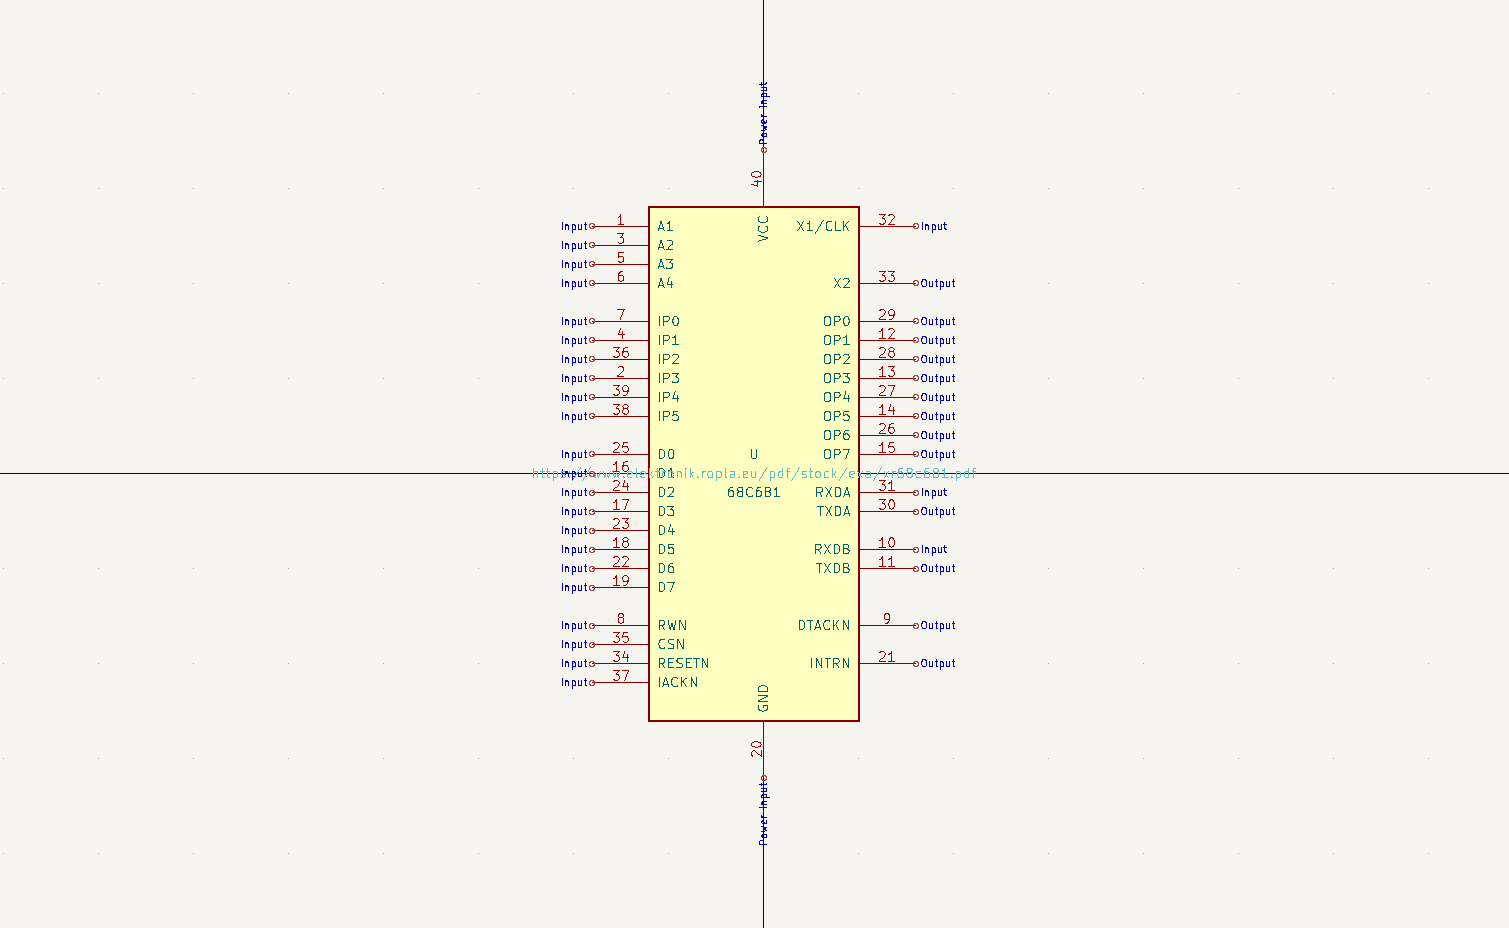 Power Input
40
VCC
Input 1 A1
X1/CLK 32 Input
Input 3 A2
Input 5 A3
Input 6 A4
X2 33 Output
Input 7 IP0
OP0 29 Output
Input 4 IP1
OP1 12 Output
Input 36 IP2
OP2 28 Output
Input 2 IP3
OP3 13 Output
Input 39 IP4
OP4 27 Output
Input 38 IP5
OP5 14 Output
OP6 26 Output
Input 25 D0
U
OP7 15 Output
Input 16 D1
https://www.elektronik.ropla.eu/pdf/stock/exa/xr68c681.pdf
Input 24 D2
68C6B1
RXDA 31 Input
Input 17 D3
TXDA 30 Output
Input 23 D4
Input 18 D5
RXDB 10 Input
Input 22 D6
TXDB 11 Output
Input 19 D7
Input 8 RWN
DTACKN 9 Output
Input 35 CSN
Input 34 RESETN
INTRN 21 Output
Input 37 IACKN
GND
20
Power Input